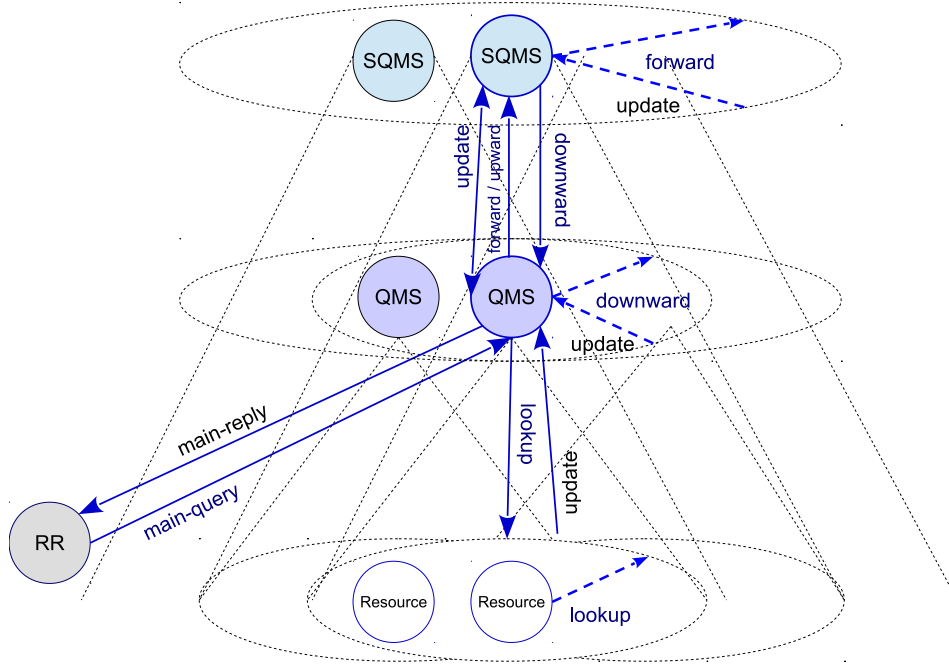 SQMS
SQMS
forward
update
update
forward / upward
downward
QMS
QMS
downward
update
main-reply
main-query
lookup
update
RR
Resource
Resource
lookup